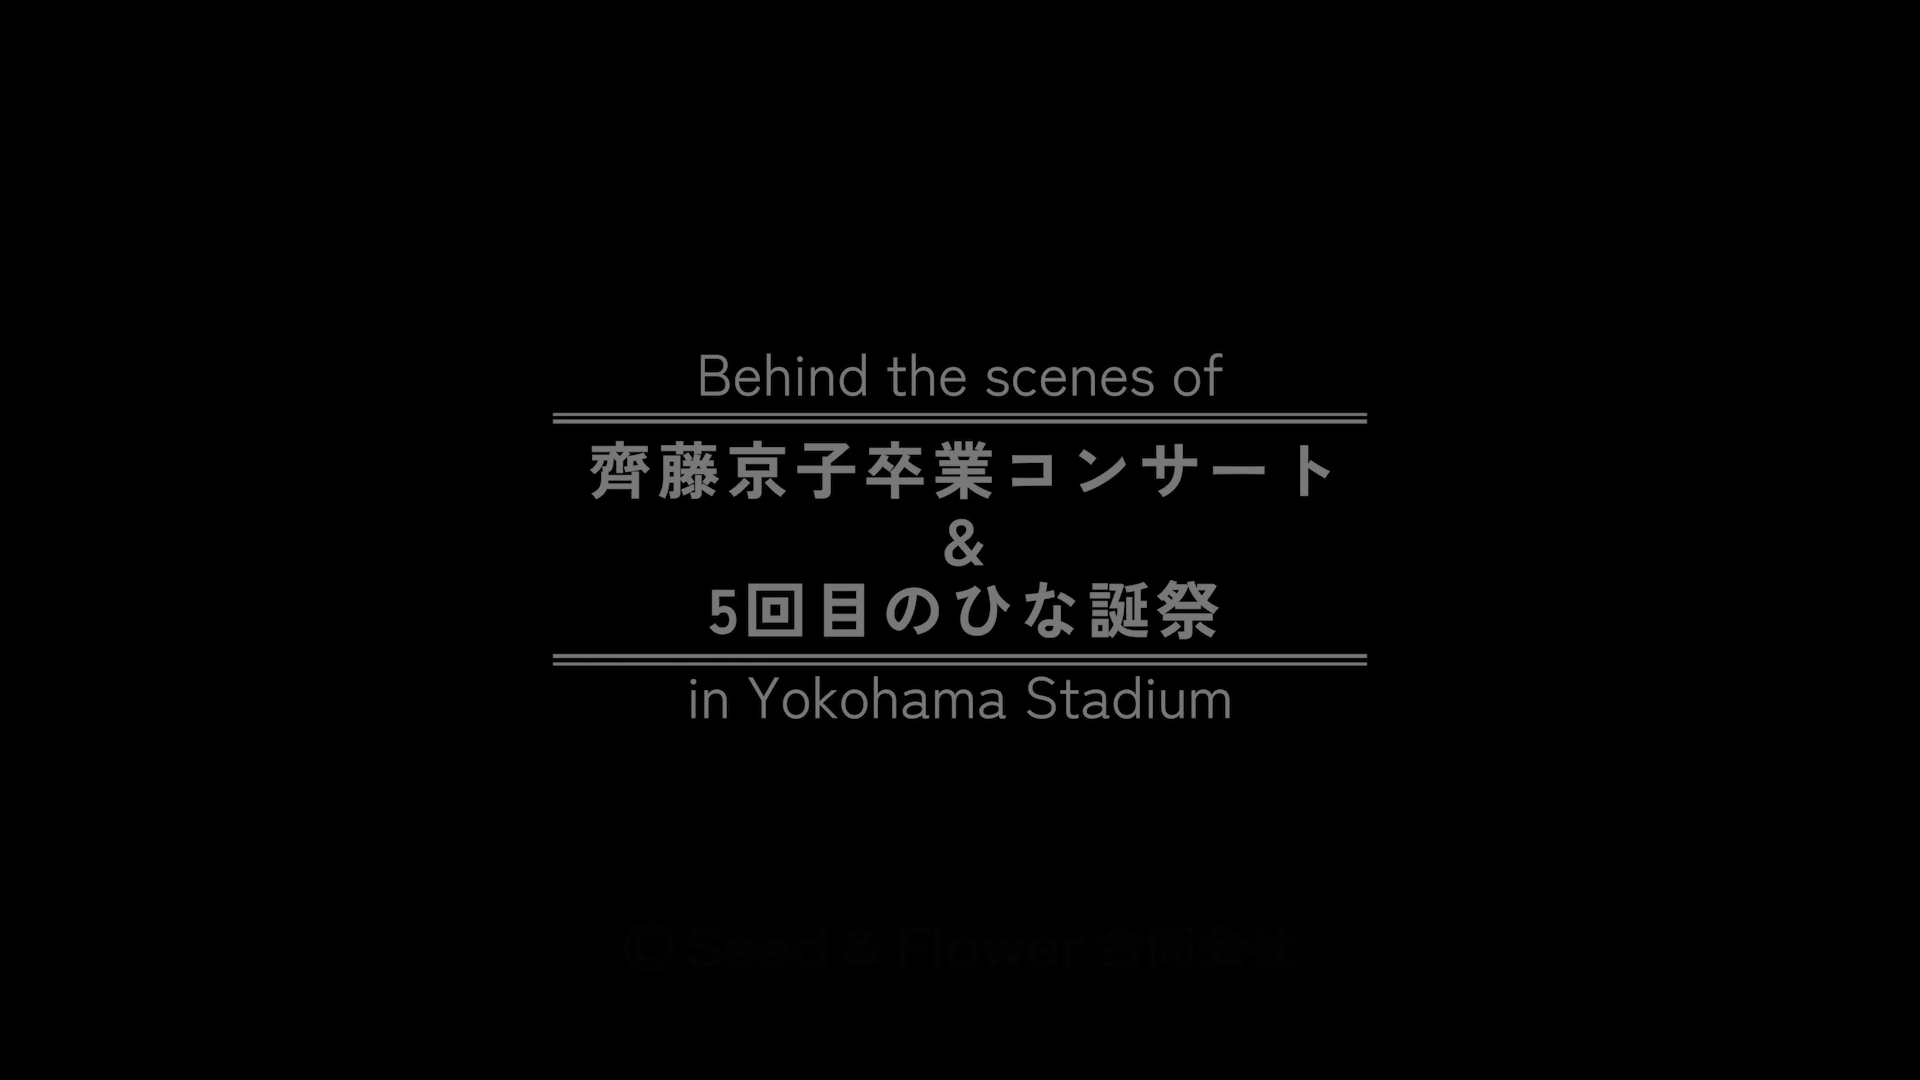 Behind the scenes of
齊藤京子卒業コンサート
&
5回目のひな誕祭
in Yokohama Stadium
© Seed & Flower 合同会社